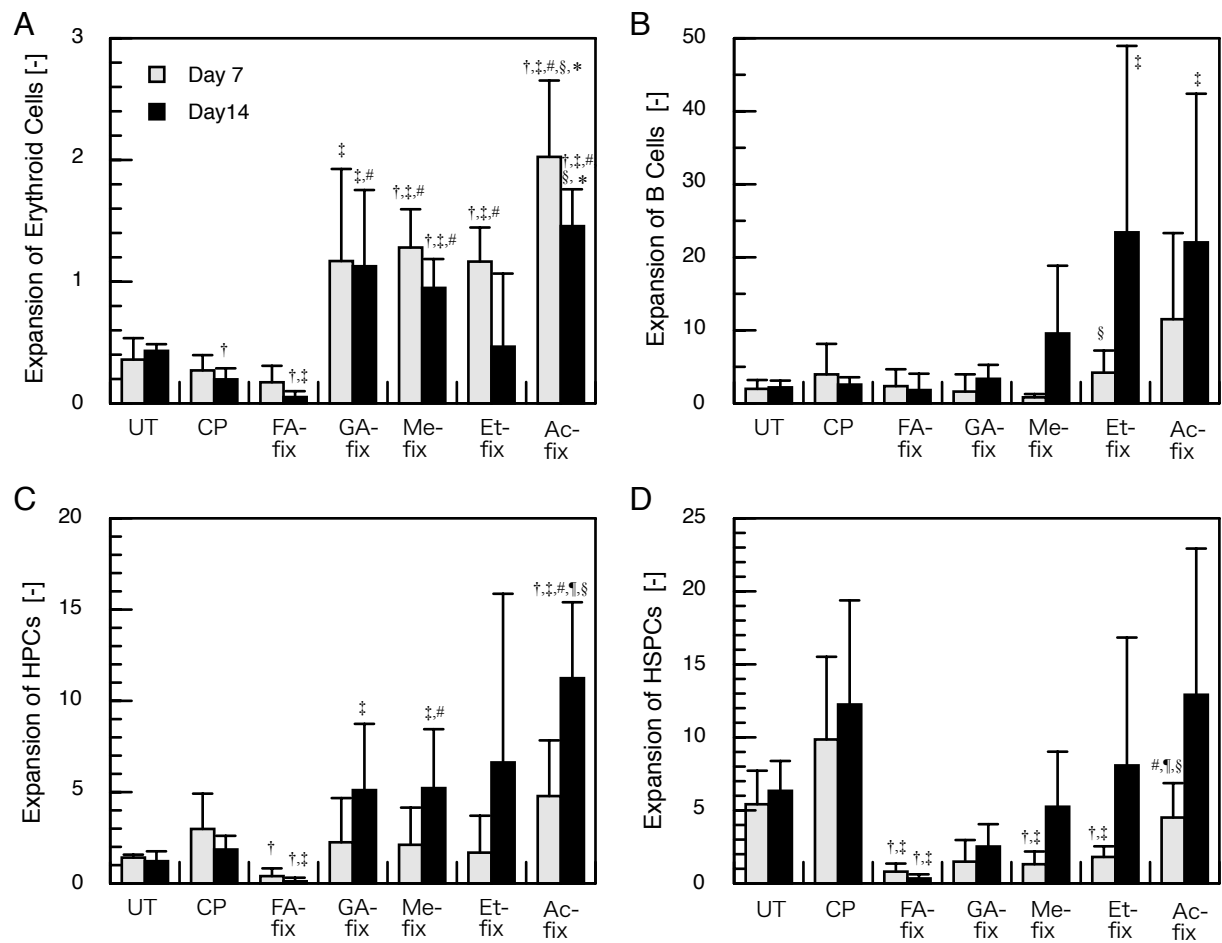 A
Expansion of Erythroid Cells [-]
3
2
1
0
Day 7
Day14
†
†,‡
‡
‡,#
†,‡,#
†,‡,#
†,‡,#
†,‡,#,§,*
†,‡,#
§,*
UT
CP
FA-
fix
GA-
fix
Me-
fix
Et-
fix
Ac-
fix
B
Expansion of B Cells [-]
50
40
30
20
10
0
§
‡
‡
UT
CP
FA-
fix
GA-
fix
Me-
fix
Et-
fix
Ac-
fix
C
Expansion of HPCs [-]
20
15
10
5
0
†
†,‡
‡
‡,#
†,‡,#,¶,§
UT
CP
FA-
fix
GA-
fix
Me-
fix
Et-
fix
Ac-
fix
D
Expansion of HSPCs [-]
25
20
15
10
5
0
†,‡
†,‡
†,‡
†,‡
#,¶,§
UT
CP
FA-
fix
GA-
fix
Me-
fix
Et-
fix
Ac-
fix